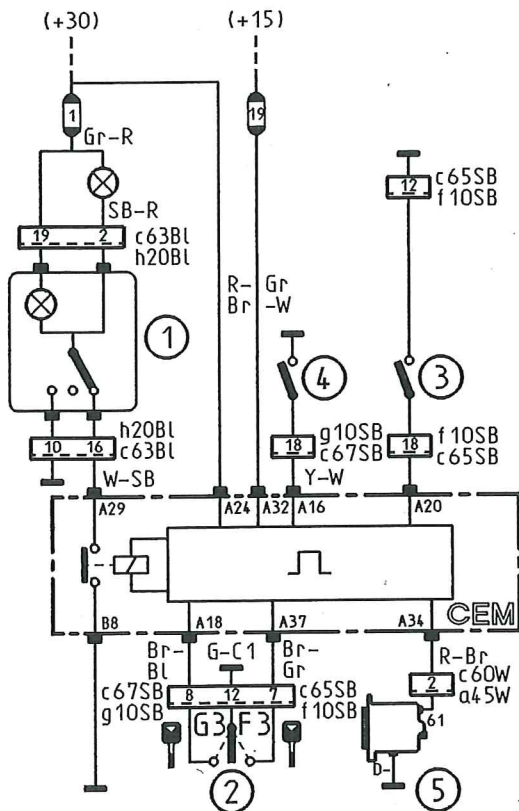 (+30)
(+15)
1
19
Gr-R
12
c65SB
f10SB
SB-R
19 2
c63Bl
h20Bl
R-
Br
Gr
-W
1
4
3
10 16
h20Bl
c63Bl
18
g10SB
c67SB
18
f10SB
c65SB
W-SB
Y-W
A29
A24
A32
A16
A20
CEM
B8
A18
A37
A34
Br-
Bl
G-C1
Br-
Gr
R-Br
c67SB
g10SB
8 12 7
c65SB
f10SB
2
c60W
a45W
G3
F3
61
D-
2
5